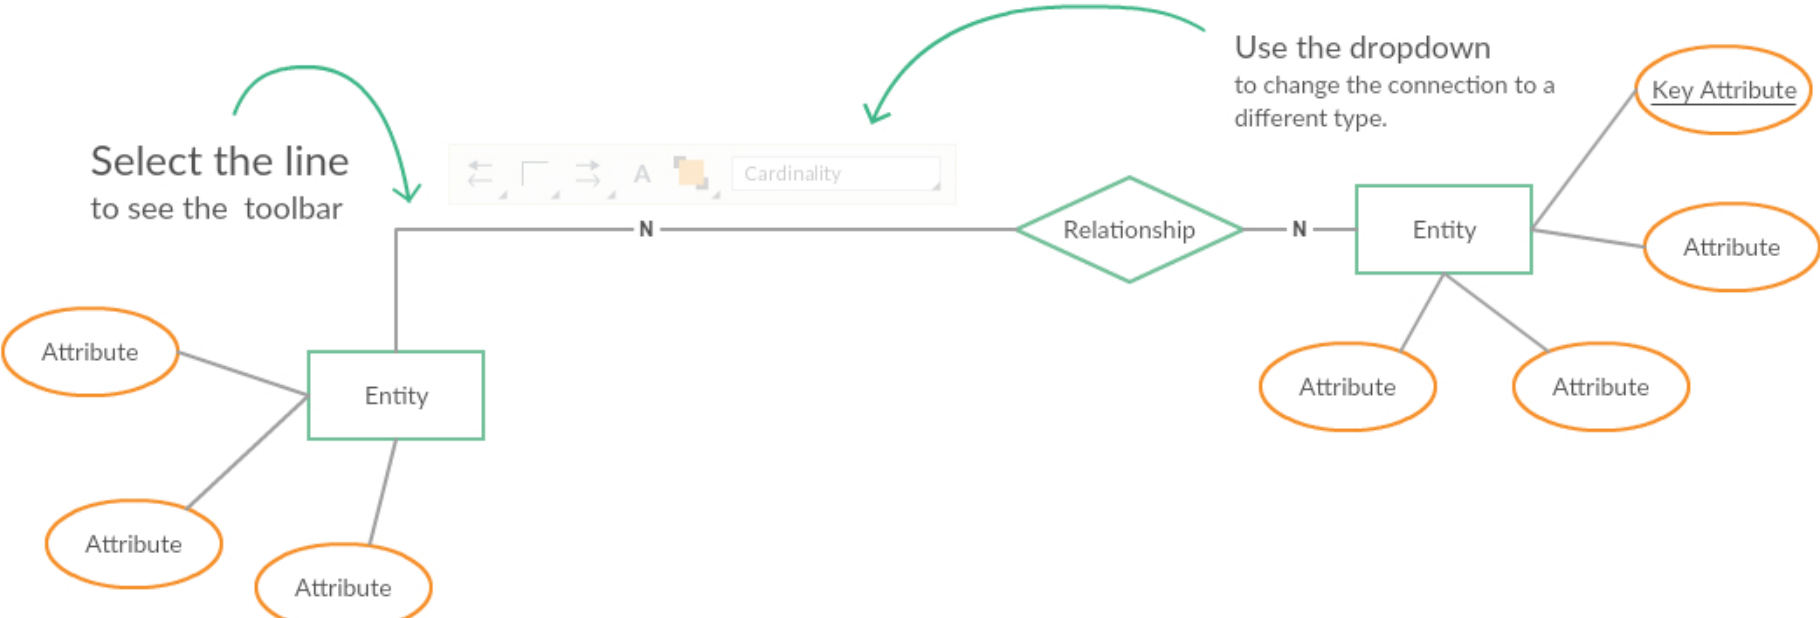 Use the dropdown
to change the connection to a
different type.
Key Attribute
Select the line
to see the toolbar
A
Cardinality
N
Relationship
N
Entity
Attribute
Attribute
Entity
Attribute
Attribute
Attribute
Attribute